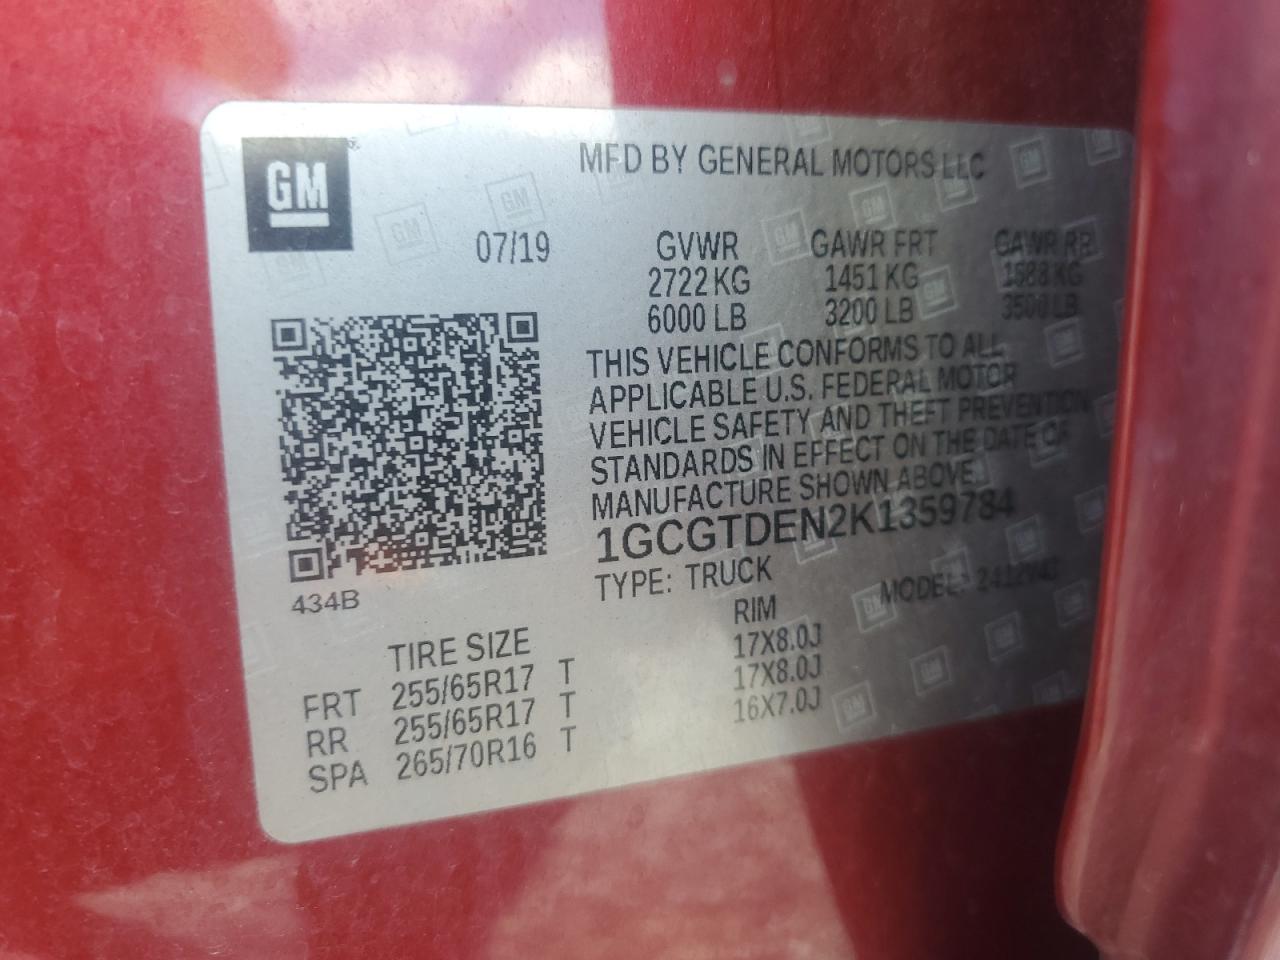 GM
MFD BY GENERAL MOTORS LLC
07/19 GVWR GAWR FRT GAWR RR
2722 KG 1451 KG 1588 KG
6000 LB 3200 LB 3500 LB
THIS VEHICLE CONFORMS TO ALL
APPLICABLE U.S. FEDERAL MOTOR
VEHICLE SAFETY AND THEFT PREVENTION
STANDARDS IN EFFECT ON THE DATE OF
MANUFACTURE SHOWN ABOVE.
1GCGTDEN2K1359784
TYPE: TRUCK MODEL:
434B
TIRE SIZE RIM
FRT 255/65R17 T 17X8.0J
RR 255/65R17 T 17X8.0J
SPA 265/70R16 T 16X7.0J